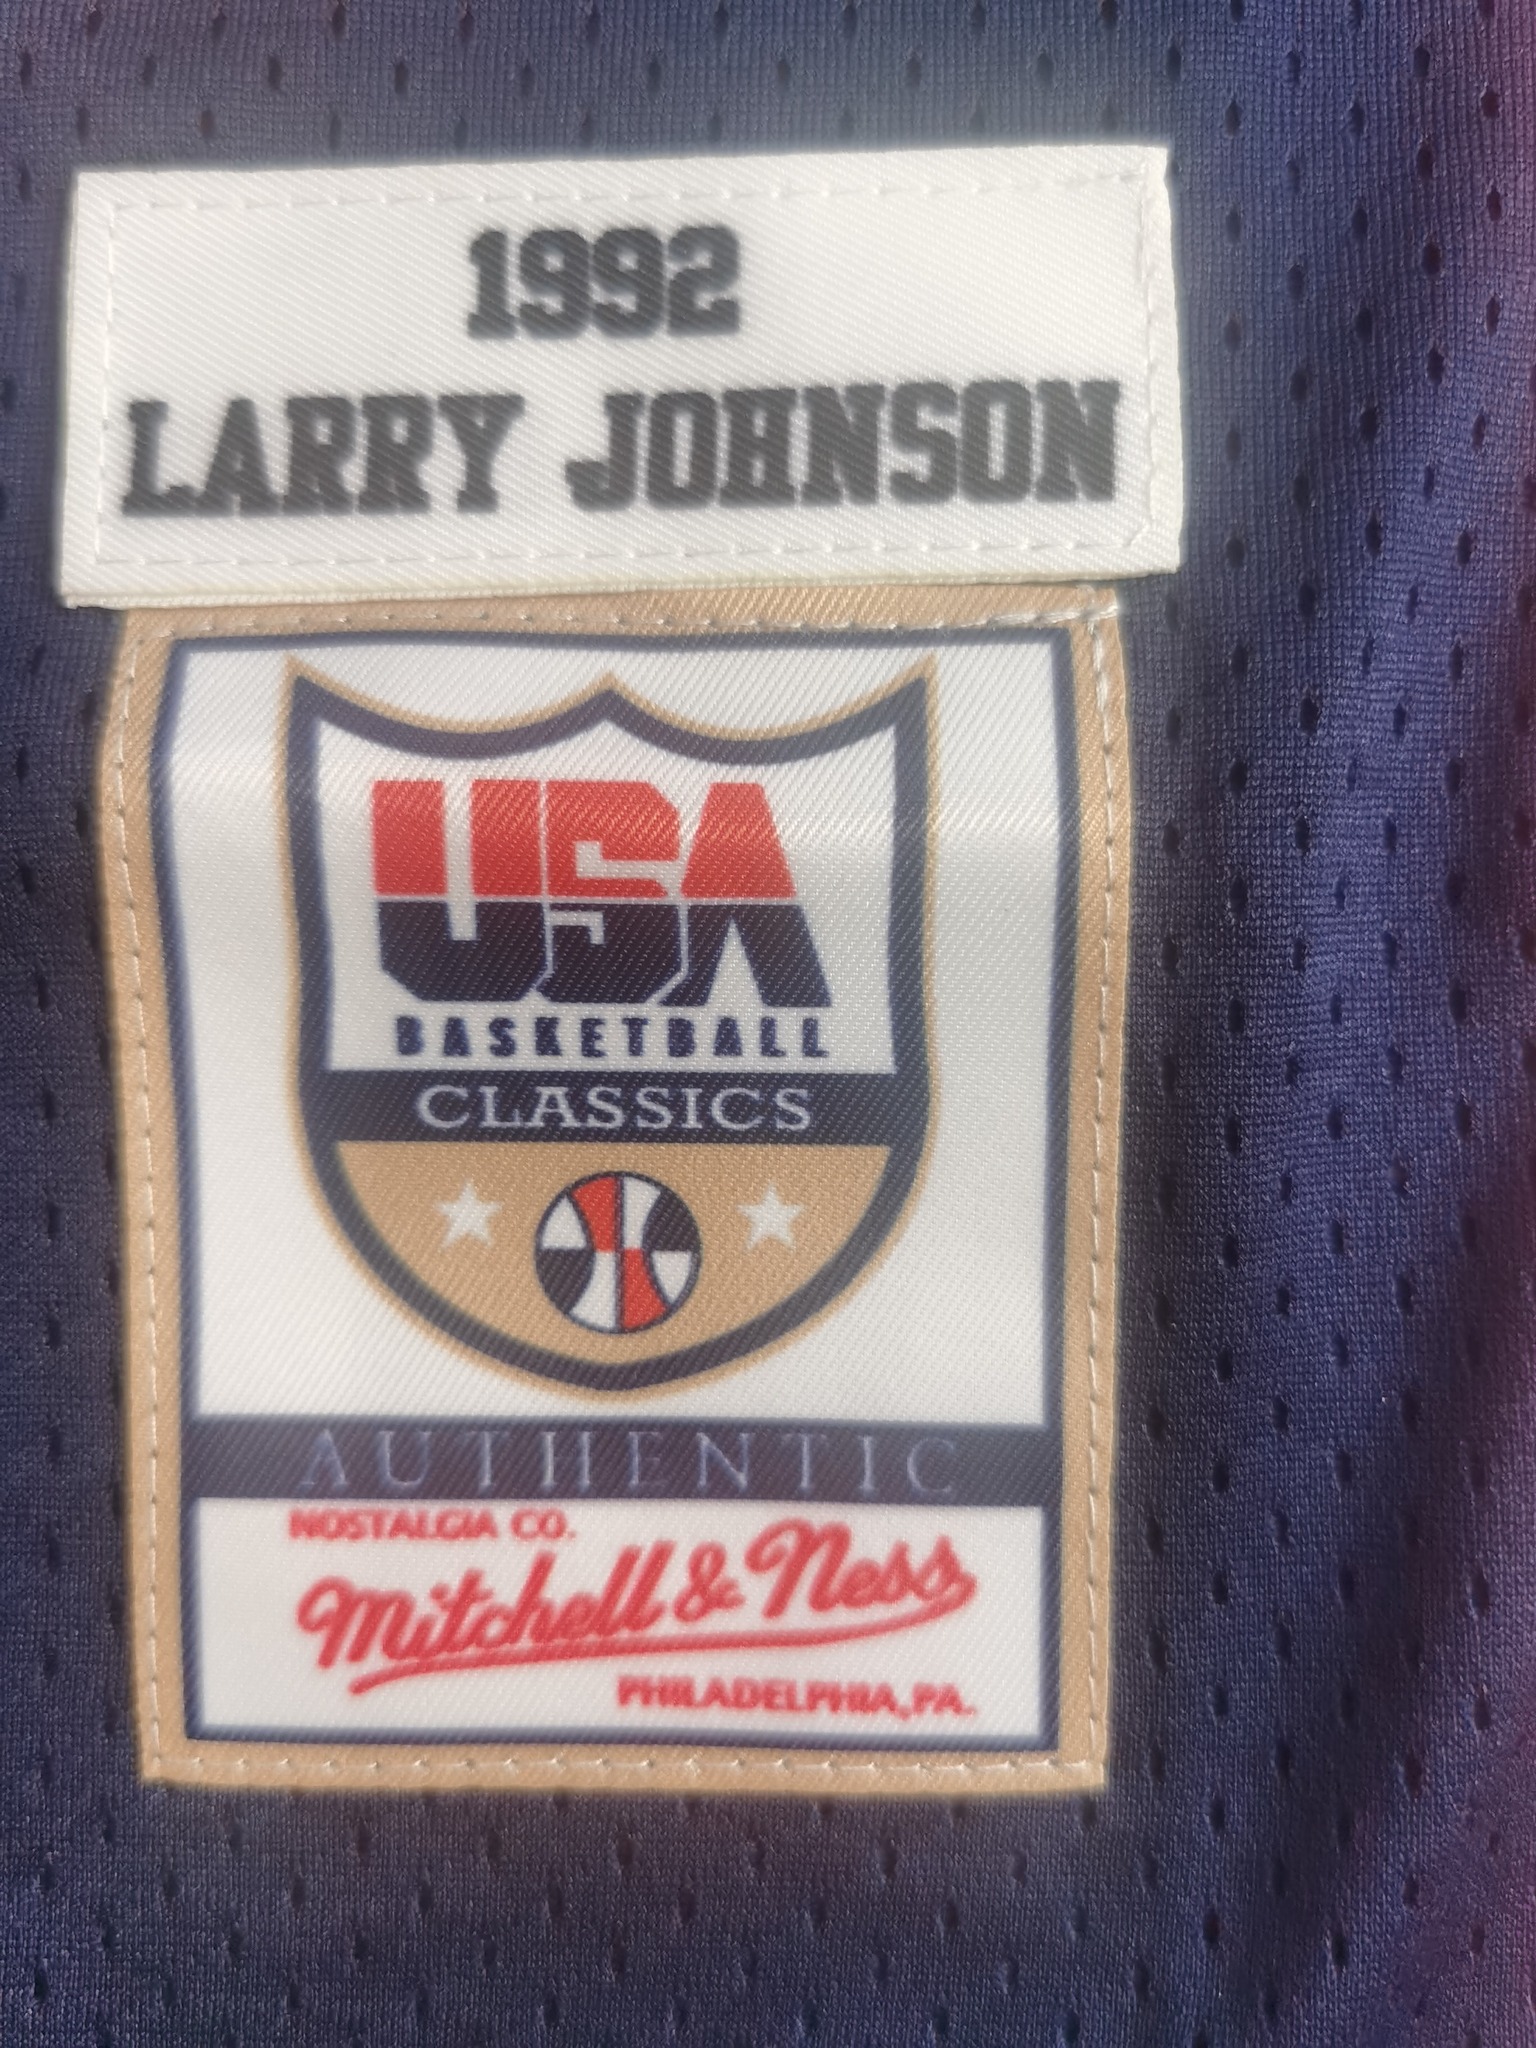 1992
LARRY JOHNSON
USA
BASKETBALL
CLASSICS
AUTHENTIC
NOSTALGIA CO.
Mitchell & Ness
PHILADELPHIA, PA.